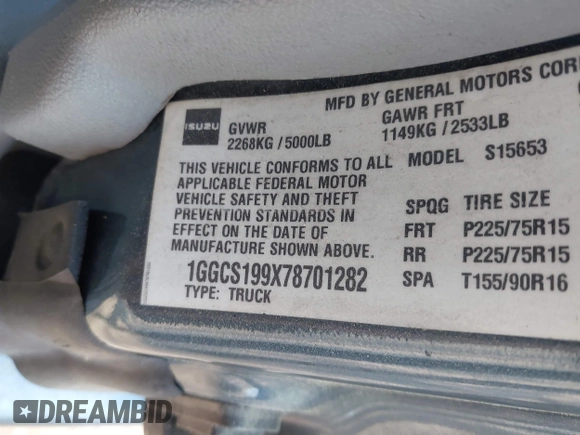 MFD BY GENERAL MOTORS COR
ISUZU GVWR GAWR FRT
2268KG / 5000LB 1149KG / 2533LB
THIS VEHICLE CONFORMS TO ALL MODEL S15653
APPLICABLE FEDERAL MOTOR
VEHICLE SAFETY AND THEFT SPQG TIRE SIZE
PREVENTION STANDARDS IN
EFFECT ON THE DATE OF FRT P225/75R15
MANUFACTURE SHOWN ABOVE. RR P225/75R15
1GGCS199X78701282 SPA T155/90R16
TYPE: TRUCK
DREAMBID